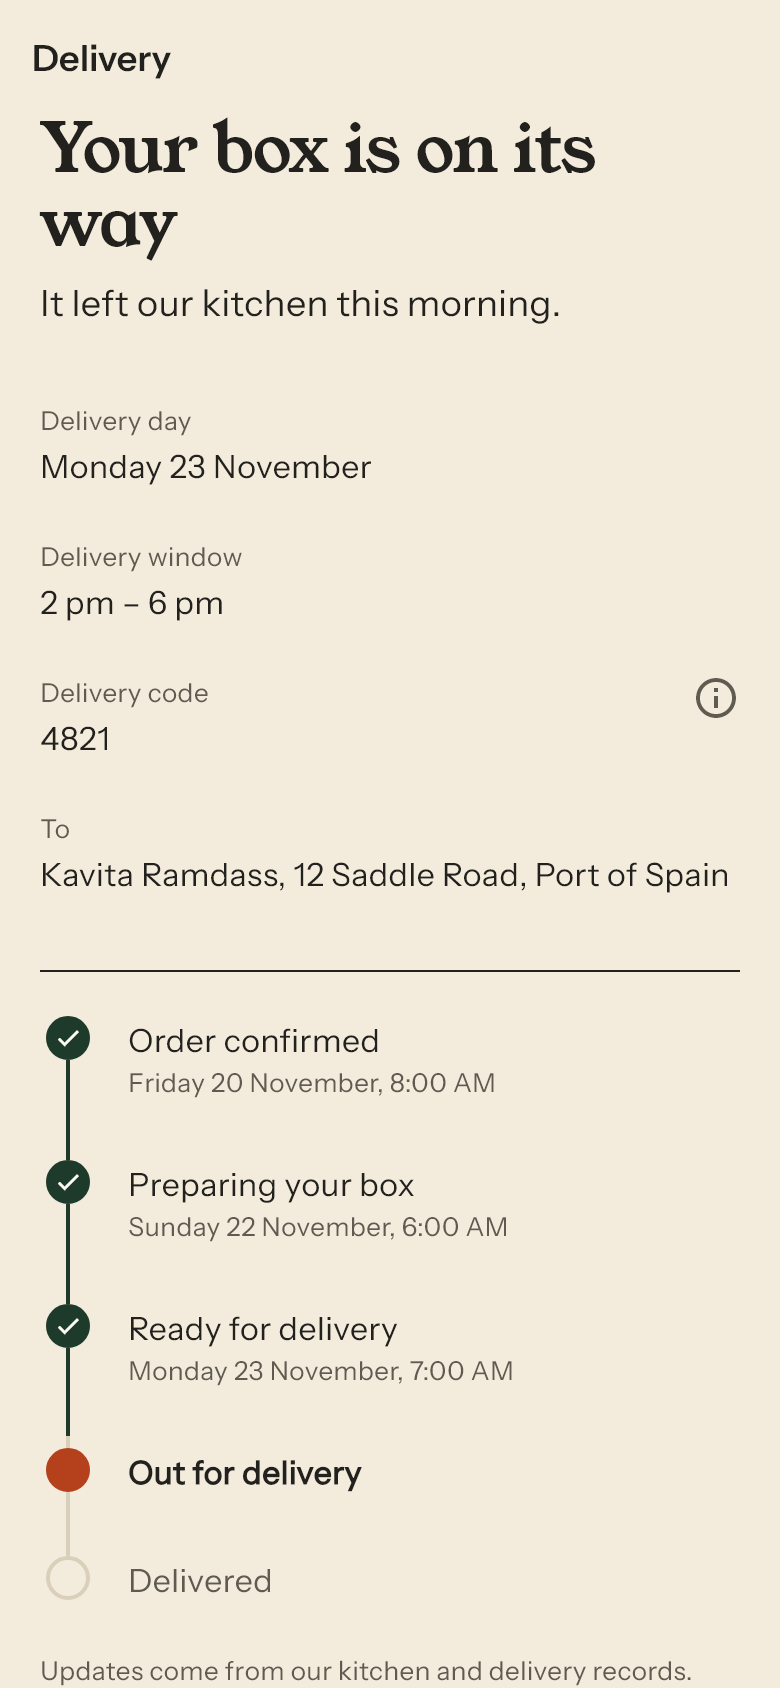 Delivery
Your box is on its
way
It left our kitchen this morning.
Delivery day
Monday 23 November
Delivery window
2 pm – 6 pm
Delivery code
4821
To
Kavita Ramdass, 12 Saddle Road, Port of Spain
Order confirmed
Friday 20 November, 8:00 AM
Preparing your box
Sunday 22 November, 6:00 AM
Ready for delivery
Monday 23 November, 7:00 AM
Out for delivery
Delivered
Updates come from our kitchen and delivery records.